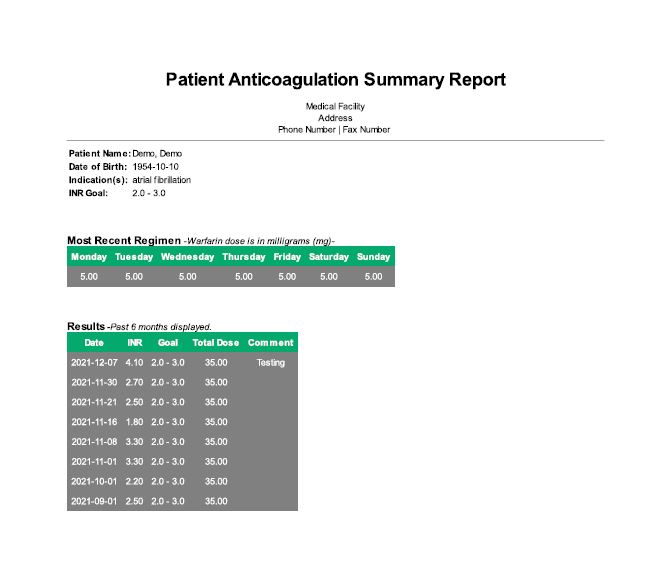 Patient Anticoagulation Summary Report
Medical Facility
Address
Phone Number | Fax Number
Patient Name: Demo, Demo
Date of Birth: 1954-10-10
Indication(s): atrial fibrillation
INR Goal: 2.0 - 3.0
Most Recent Regimen -Warfarin dose is in milligrams (mg)-
Monday Tuesday Wednesday Thursday Friday Saturday Sunday
5.00 5.00 5.00 5.00 5.00 5.00 5.00
Results -Past 6 months displayed.
Date INR Goal Total Dose Comment
2021-12-07 4.10 2.0 - 3.0 35.00 Testing
2021-11-30 2.70 2.0 - 3.0 35.00
2021-11-21 2.50 2.0 - 3.0 35.00
2021-11-16 1.80 2.0 - 3.0 35.00
2021-11-08 3.30 2.0 - 3.0 35.00
2021-11-01 3.30 2.0 - 3.0 35.00
2021-10-01 2.20 2.0 - 3.0 35.00
2021-09-01 2.50 2.0 - 3.0 35.00